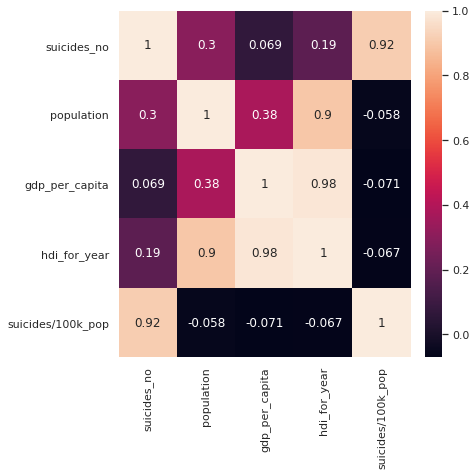 suicides_no 1 0.3 0.069 0.19 0.92
population 0.3 1 0.38 0.9 -0.058
gdp_per_capita 0.069 0.38 1 0.98 -0.071
hdi_for_year 0.19 0.9 0.98 1 -0.067
suicides/100k_pop 0.92 -0.058 -0.071 -0.067 1
suicides_no
population
gdp_per_capita
hdi_for_year
suicides/100k_pop
1.0
0.8
0.6
0.4
0.2
0.0